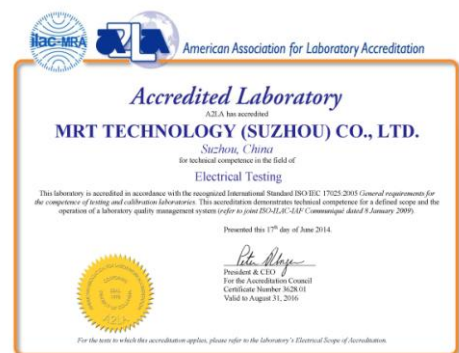 ilac-MRA
A2LA
American Association for Laboratory Accreditation
Accredited Laboratory
A2LA has accredited
MRT TECHNOLOGY (SUZHOU) CO., LTD.
Suzhou, China
for technical competence in the field of
Electrical Testing
This laboratory is accredited in accordance with the recognized International Standard ISO/IEC 17025:2005 General requirements for
the competence of testing and calibration laboratories. This accreditation demonstrates technical competence for a defined scope and the
operation of a laboratory quality management system (refer to joint ISO-ILAC-IAF Communiqué dated 8 January 2009).
Presented this 17th day of June 2014.
President & CEO
For the Accreditation Council
Certificate Number 3628.01
Valid to August 31, 2016
A2LA
For the tests to which this accreditation applies, please refer to the laboratory's Electrical Scope of Accreditation.